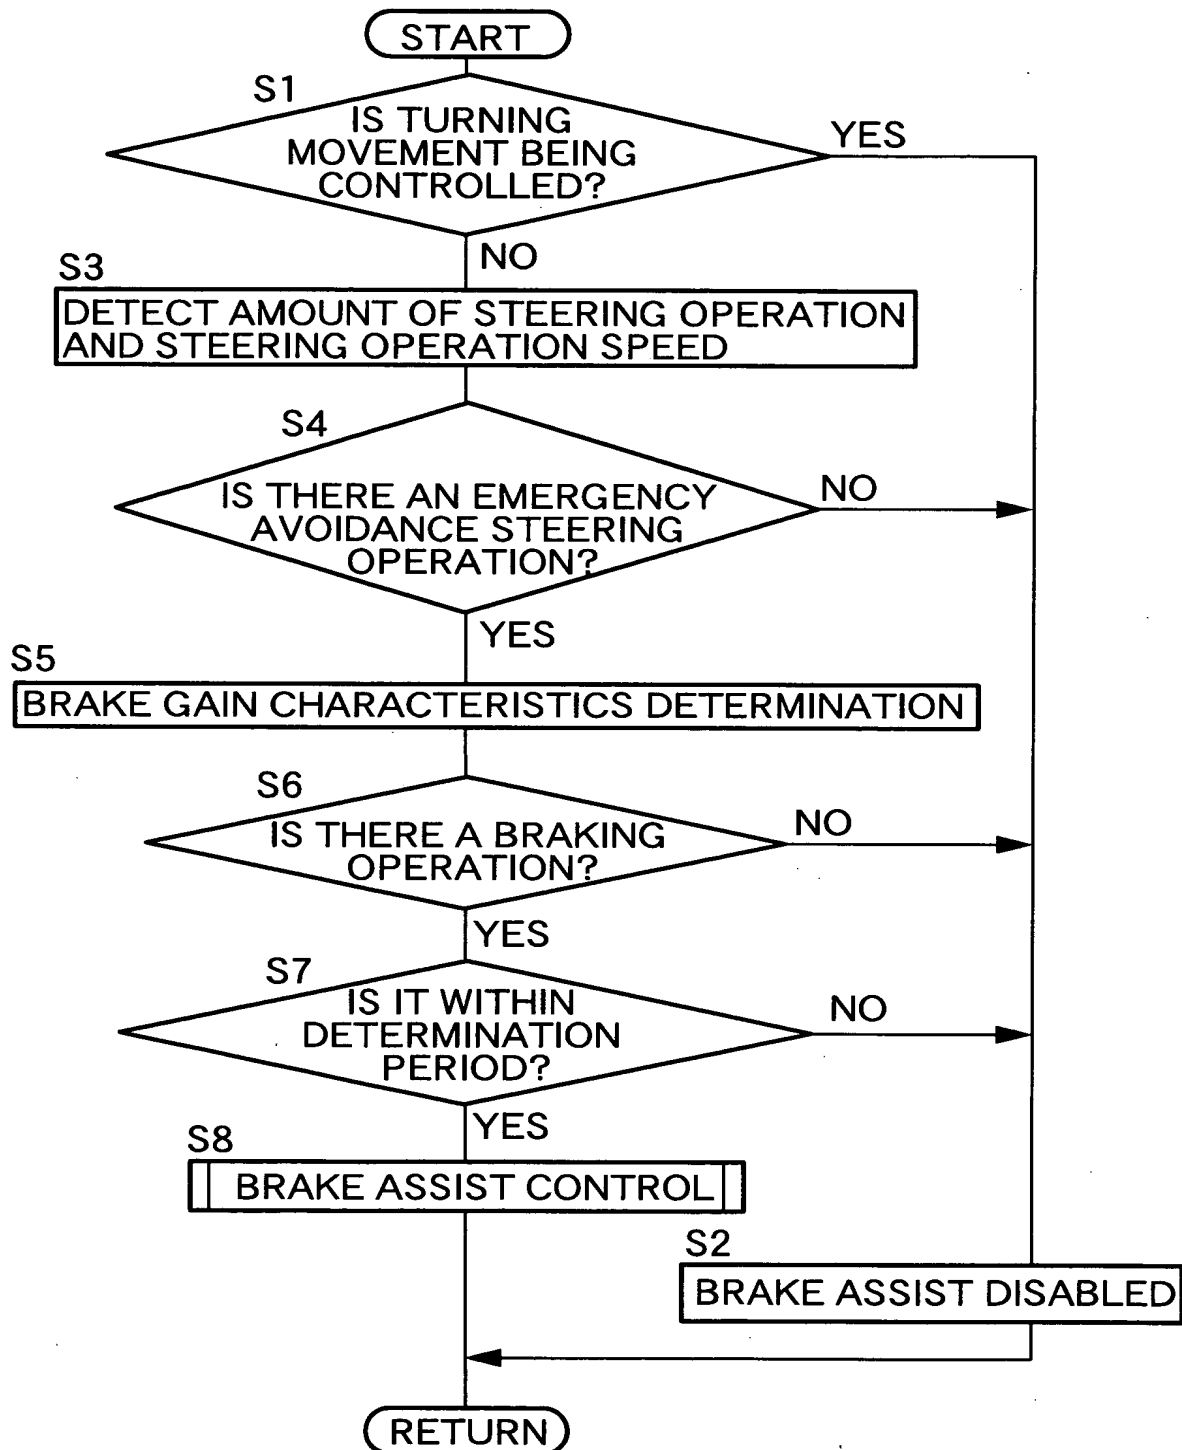 START
S1
IS TURNING
MOVEMENT BEING
CONTROLLED?
YES
NO
S3
DETECT AMOUNT OF STEERING OPERATION
AND STEERING OPERATION SPEED
S4
IS THERE AN EMERGENCY
AVOIDANCE STEERING
OPERATION?
NO
YES
S5
BRAKE GAIN CHARACTERISTICS DETERMINATION
S6
IS THERE A BRAKING
OPERATION?
NO
YES
S7
IS IT WITHIN
DETERMINATION
PERIOD?
NO
YES
S8
BRAKE ASSIST CONTROL
S2
BRAKE ASSIST DISABLED
RETURN